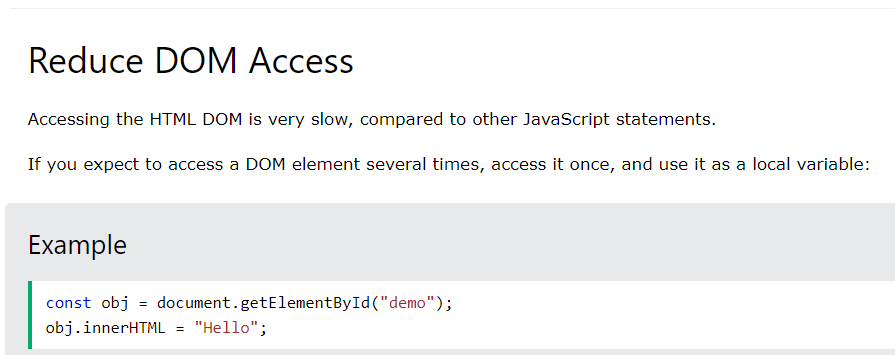 Reduce DOM Access
Accessing the HTML DOM is very slow, compared to other JavaScript statements.
If you expect to access a DOM element several times, access it once, and use it as a local variable:
Example
const obj = document.getElementById("demo");
obj.innerHTML = "Hello";